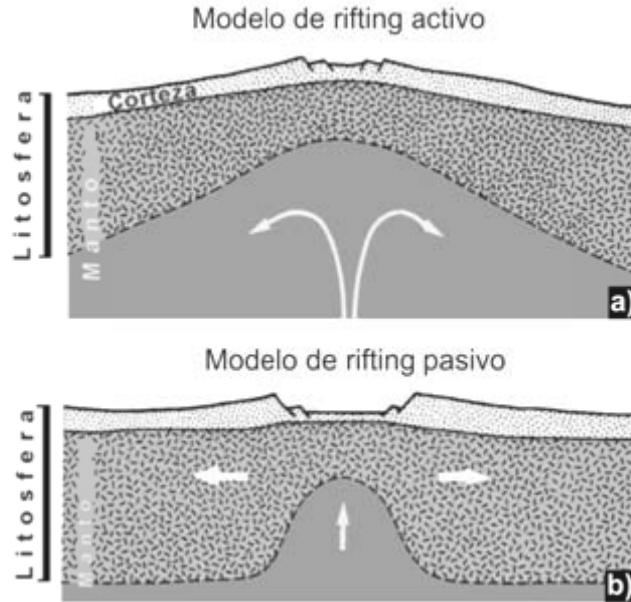 Modelo de rifting activo
Corteza
Litosfera
Manto
a)
Modelo de rifting pasivo
Litosfera
Manto
b)